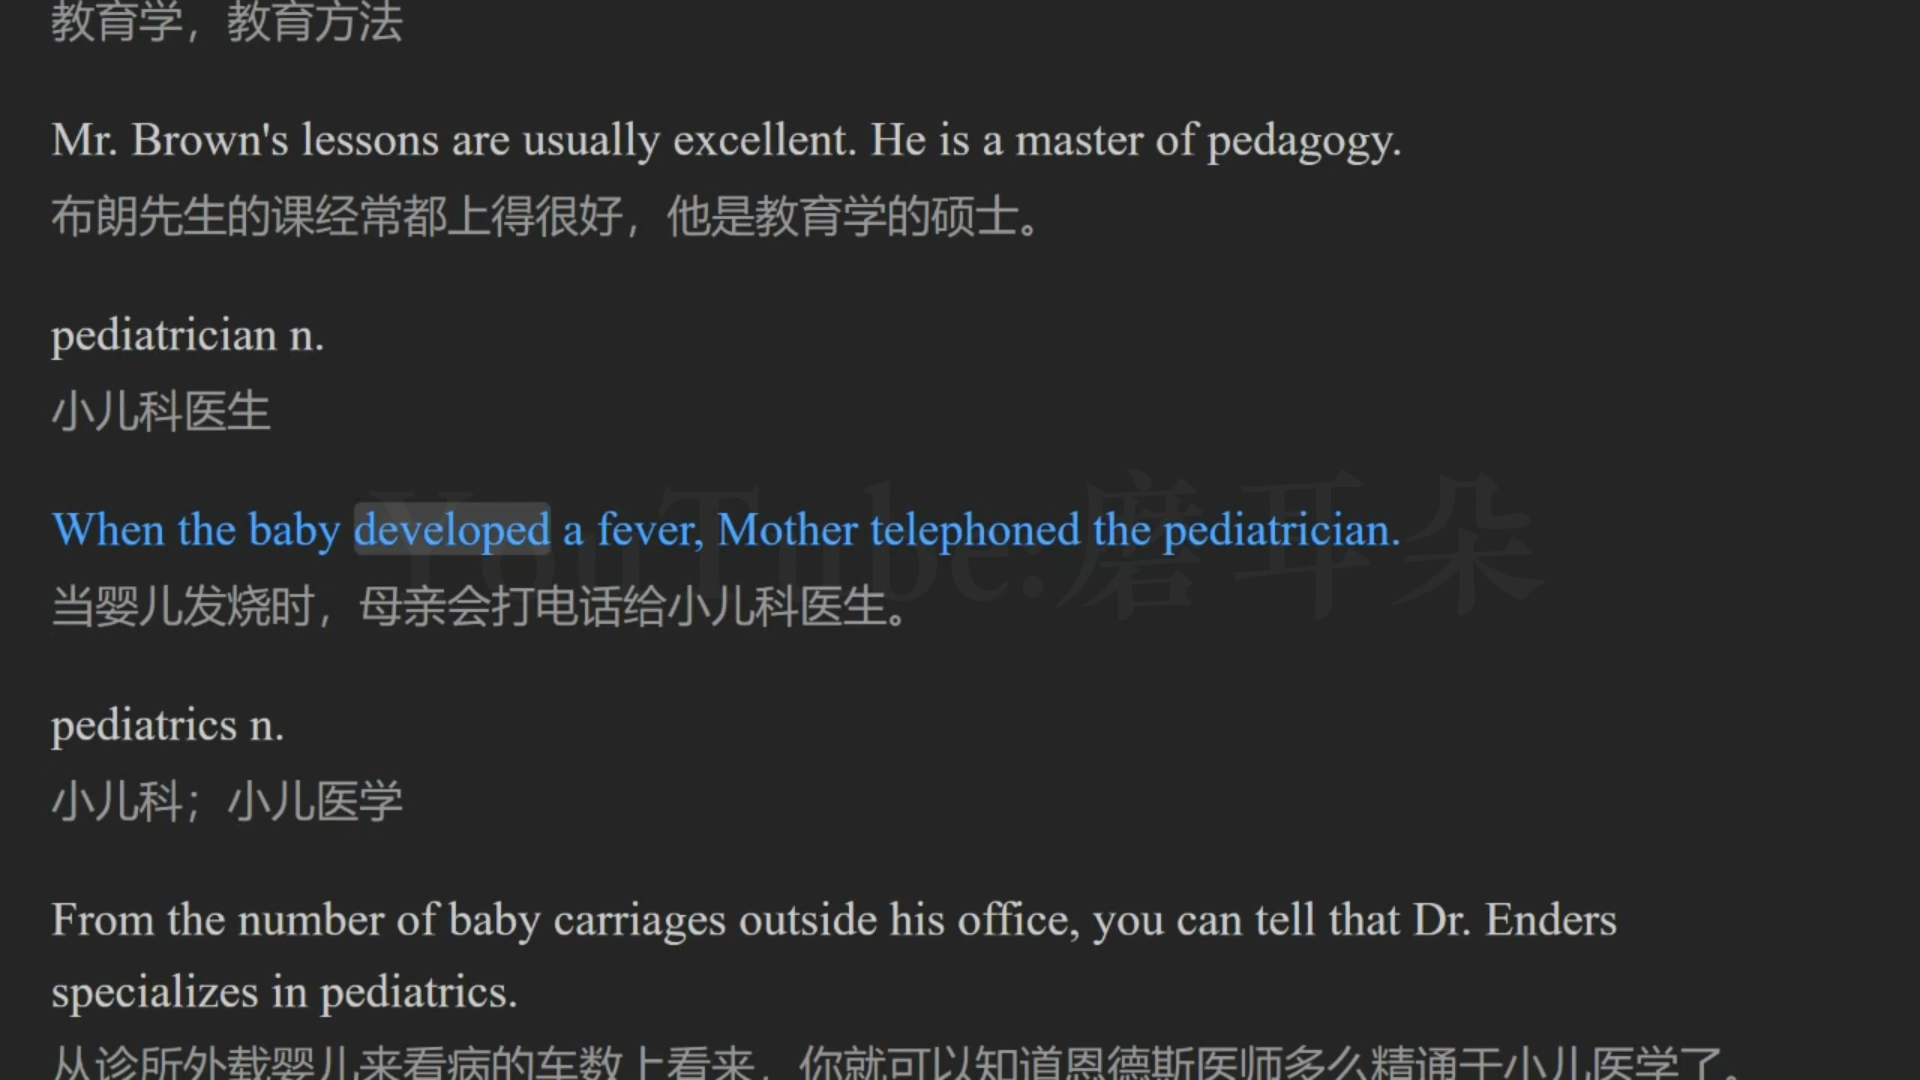 教育学，教育方法
Mr. Brown's lessons are usually excellent. He is a master of pedagogy.
布朗先生的课经常都上得很好，他是教育学的硕士。
pediatrician n.
小儿科医生
When the baby developed a fever, Mother telephoned the pediatrician.
YouTube:磨耳朵
当婴儿发烧时，母亲会打电话给小儿科医生。
pediatrics n.
小儿科；小儿医学
From the number of baby carriages outside his office, you can tell that Dr. Enders
specializes in pediatrics.
从诊所外载婴儿来看病的车数上看来，你就可以知道恩德斯医师多么精通于小儿医学了。